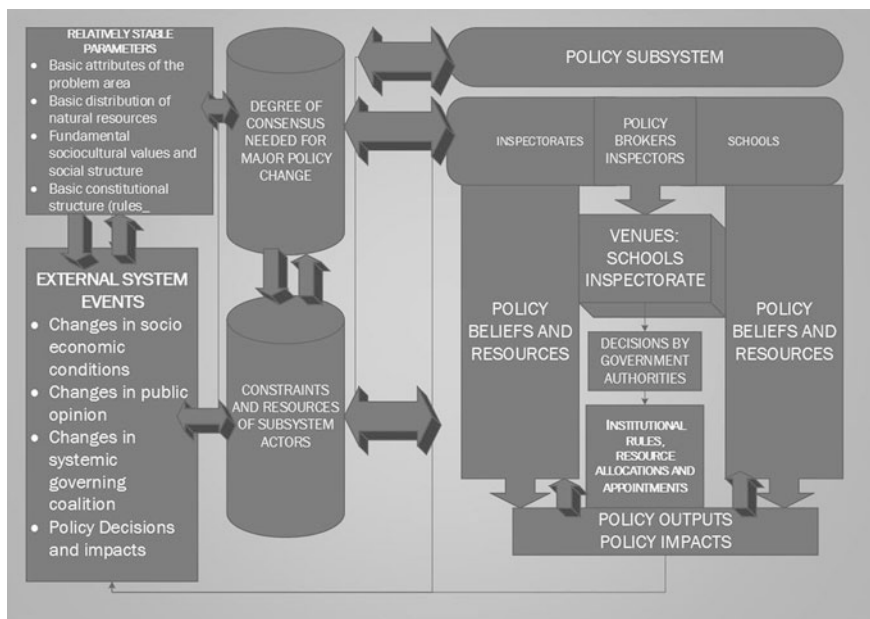 RELATIVELY STABLE
PARAMETERS
• Basic attributes of the
problem area
• Basic distribution of
natural resources
• Fundamental
sociocultural values and
social structure
• Basic constitutional
structure (rules_
EXTERNAL SYSTEM
EVENTS
• Changes in socio
economic
conditions
• Changes in public
opinion
• Changes in
systemic
governing
coalition
• Policy Decisions
and impacts
DEGREE OF
CONSENSUS
NEEDED FOR
MAJOR POLICY
CHANGE
CONSTRAINTS
AND RESOURCES
OF SUBSYSTEM
ACTORS
POLICY SUBSYSTEM
INSPECTORATES
POLICY
BROKERS
INSPECTORS
SCHOOLS
POLICY
BELIEFS AND
RESOURCES
VENUES:
SCHOOLS
INSPECTORATE
DECISIONS BY
GOVERNMENT
AUTHORITIES
INSTITUTIONAL
RULES,
RESOURCE
ALLOCATIONS AND
APPOINTMENTS
POLICY
BELIEFS AND
RESOURCES
POLICY OUTPUTS
POLICY IMPACTS